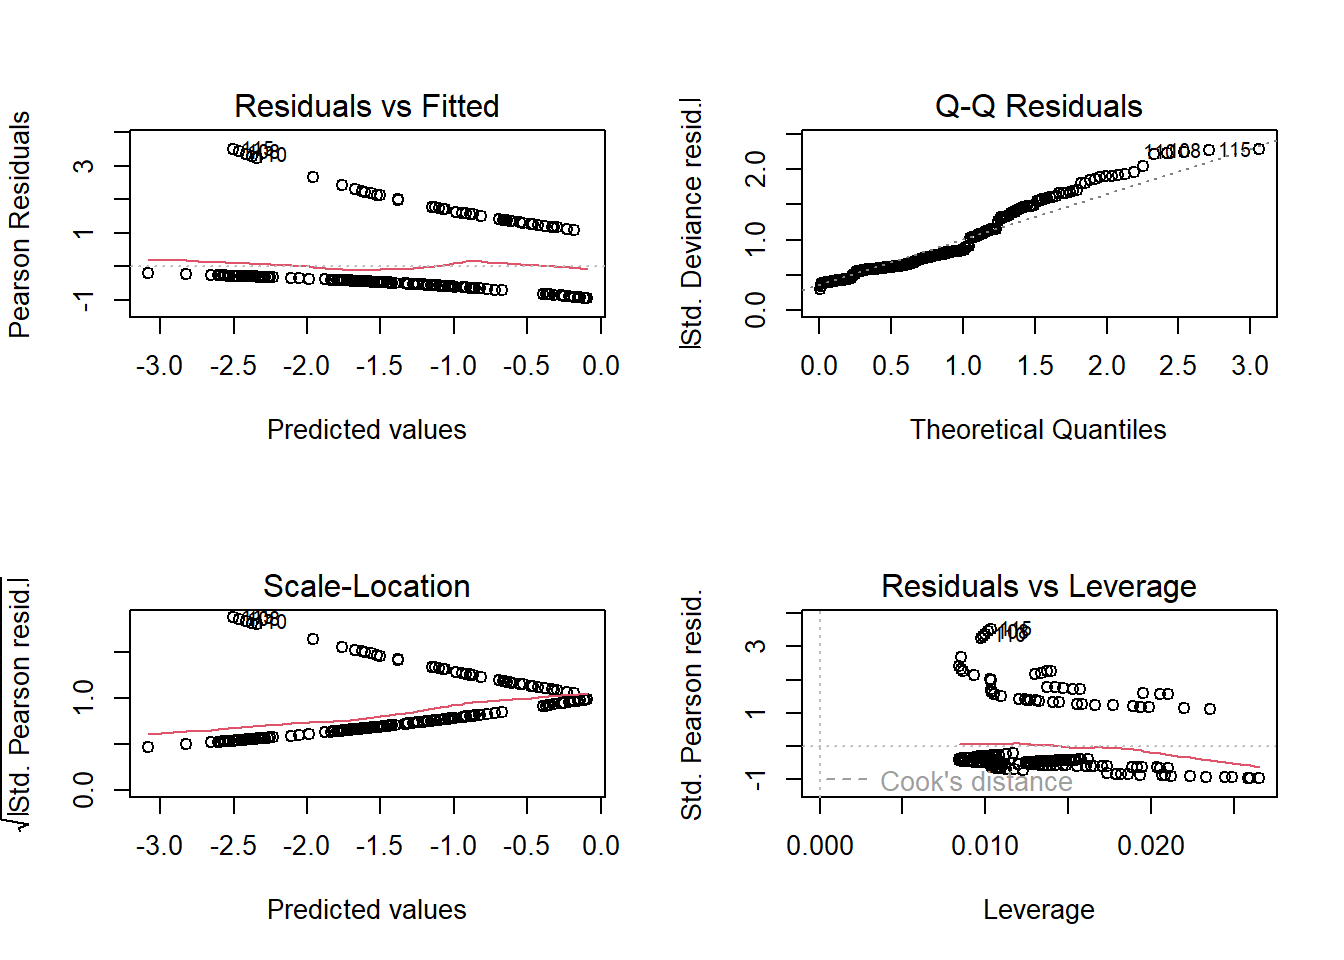 Residuals vs Fitted
Pearson Residuals
3
1
-1
115
-3.0 -2.5 -2.0 -1.5 -1.0 -0.5 0.0
Predicted values
Q-Q Residuals
|Std. Deviance resid.|
2.0
1.0
0.0
115
0.0 0.5 1.0 1.5 2.0 2.5 3.0
Theoretical Quantiles
Scale-Location
√|Std. Pearson resid.|
1.0
0.0
-3.0 -2.5 -2.0 -1.5 -1.0 -0.5 0.0
Predicted values
Residuals vs Leverage
Std. Pearson resid.
3
1
-1
Cook's distance
0.000 0.010 0.020
Leverage